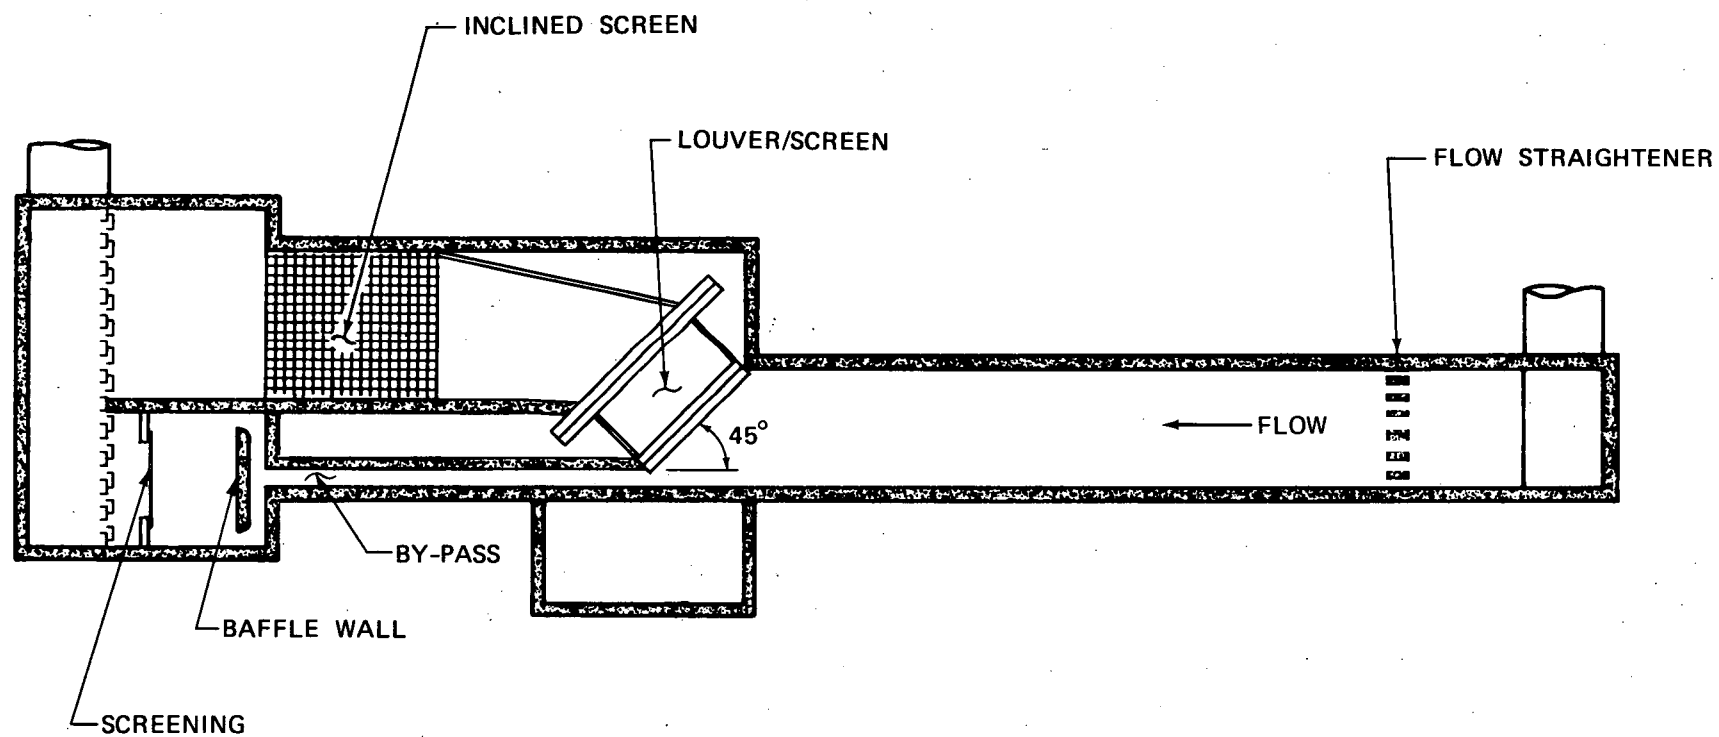 INCLINED SCREEN
LOUVER/SCREEN
FLOW STRAIGHTENER
45°
FLOW
BY-PASS
BAFFLE WALL
SCREENING